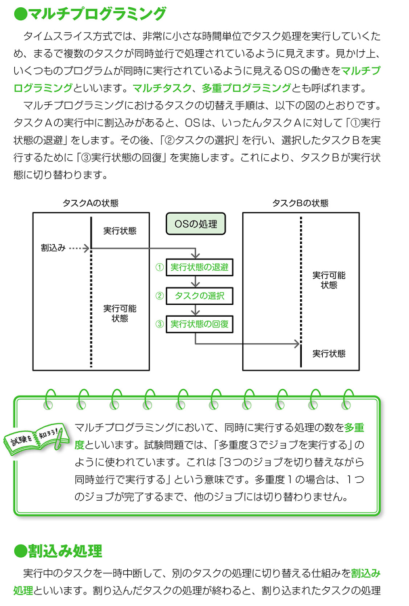 ●マルチプログラミング
タイムスライス方式では、非常に小さな時間単位でタスク処理を実行していくた
め、まるで複数のタスクが同時並行で処理されているように見えます。見かけ上、
いくつものプログラムが同時に実行されているように見えるOSの働きをマルチプ
ログラミングといいます。マルチタスク、多重プログラミングとも呼ばれます。
マルチプログラミングにおけるタスクの切替え手順は、以下の図のとおりです。
タスクAの実行中に割込みがあると、OSは、いったんタスクAに対して「①実行
状態の退避」をします。その後、「②タスクの選択」を行い、選択したタスクBを実
行するために「③実行状態の回復」を実施します。これにより、タスクBが実行状
態に切り替わります。
タスクAの状態
タスクBの状態
OSの処理
実行状態
割込み
① 実行状態の退避
② タスクの選択
③ 実行状態の回復
実行可能
状態
実行可能
状態
実行状態
試験を
知ろう!
マルチプログラミングにおいて、同時に実行する処理の数を多重
度といいます。試験問題では、「多重度3でジョブを実行する」の
ように使われています。これは「3つのジョブを切り替えながら
同時並行で実行する」という意味です。多重度1の場合は、1つ
のジョブが完了するまで、他のジョブには切り替わりません。
●割込み処理
実行中のタスクを一時中断して、別のタスクの処理に切り替える仕組みを割込み
処理といいます。割り込んだタスクの処理が終わると、割り込まれたタスクの処理